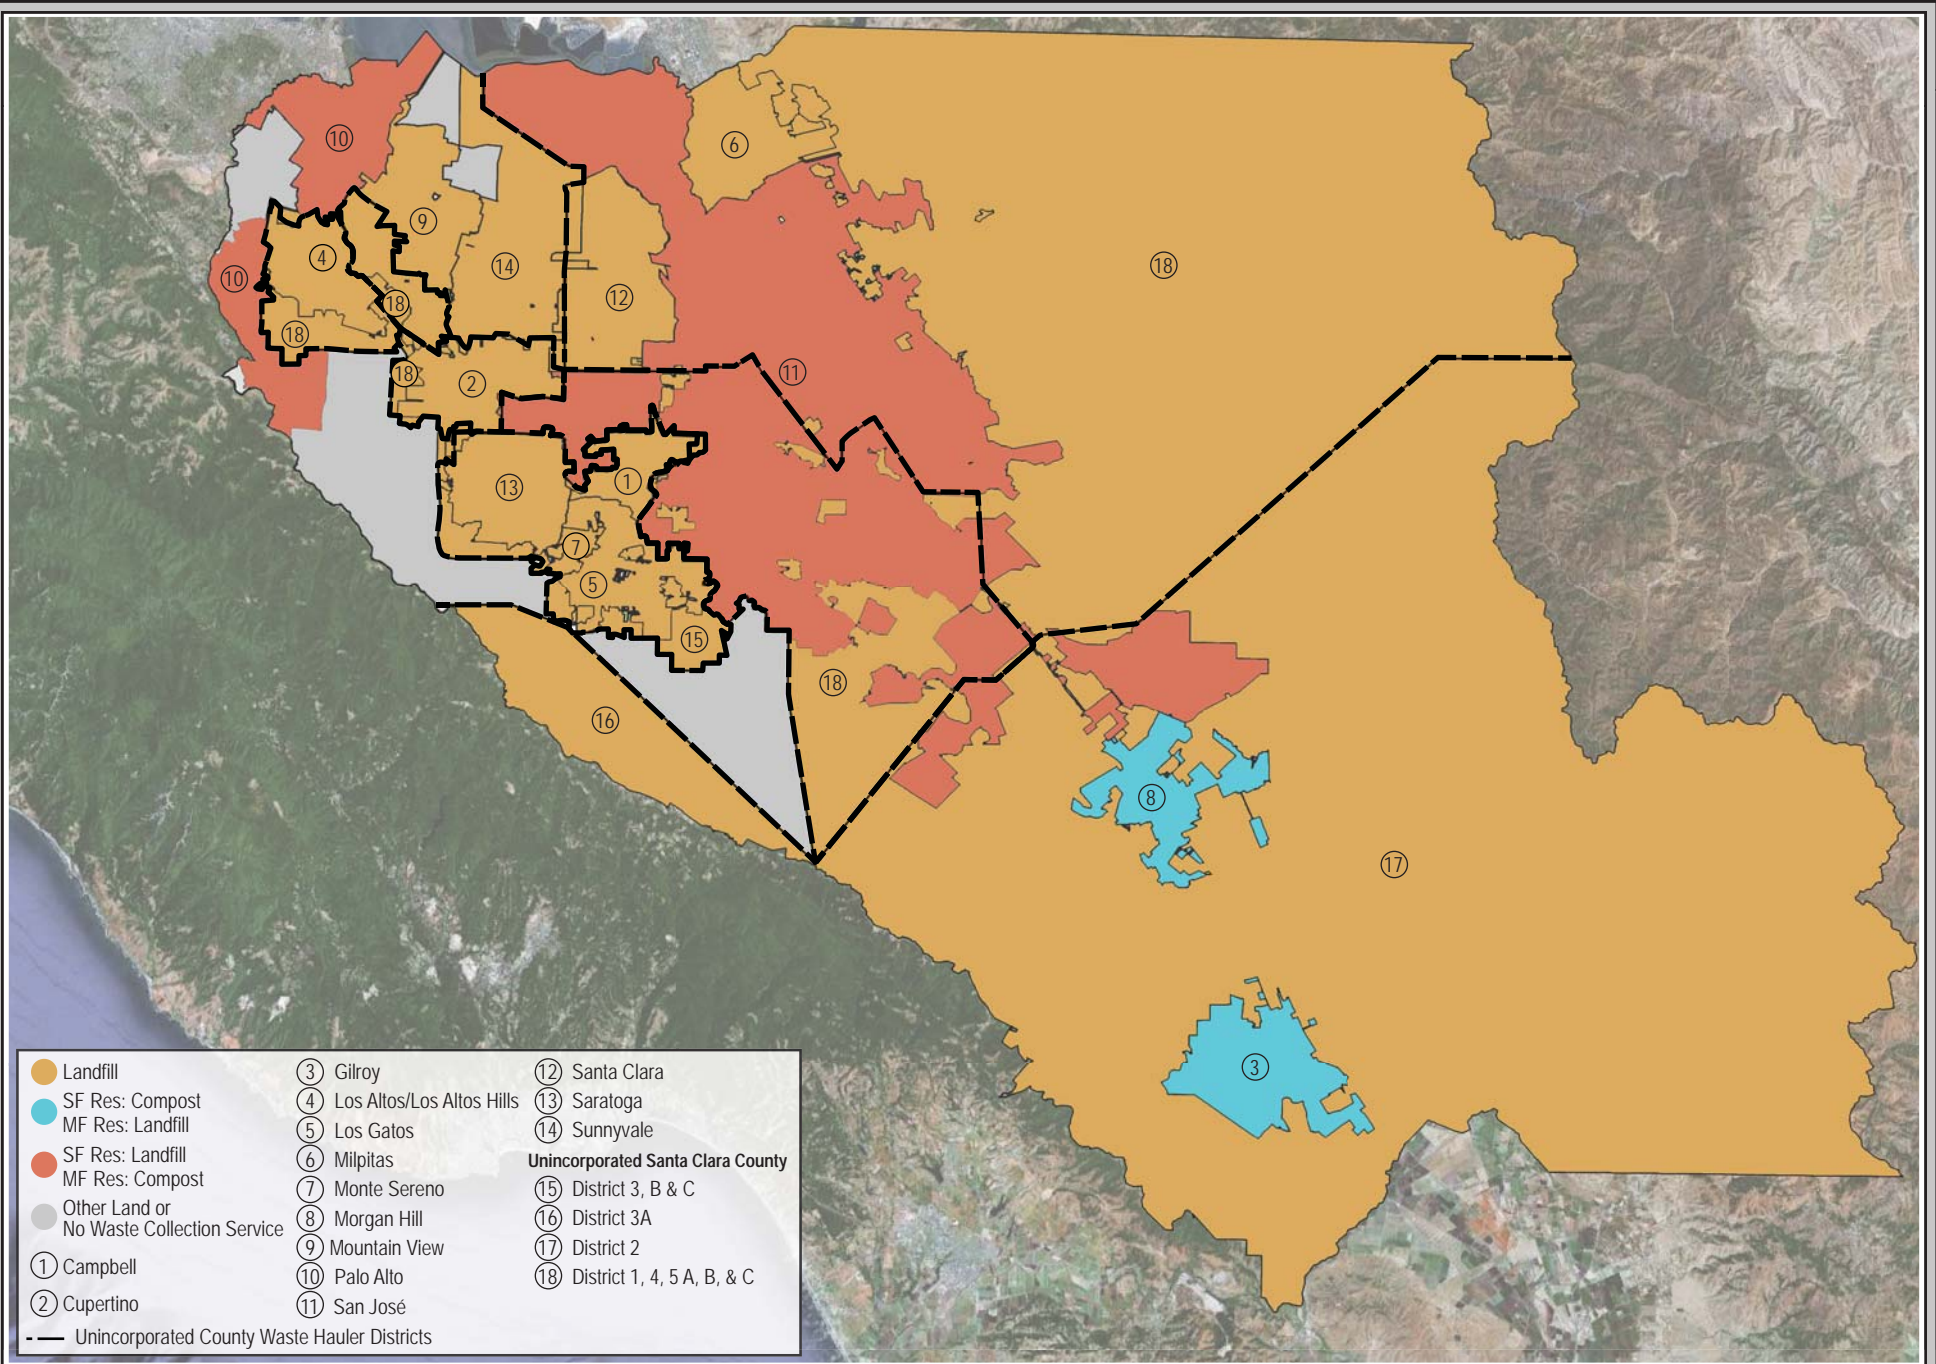 10
6
9
4
14
18
10
12
18
18
11
18
2
1
13
7
5
15
18
16
8
17
3
Landfill
SF Res: Compost
MF Res: Landfill
SF Res: Landfill
MF Res: Compost
Other Land or
No Waste Collection Service
1 Campbell
2 Cupertino
3 Gilroy
4 Los Altos/Los Altos Hills
5 Los Gatos
6 Milpitas
7 Monte Sereno
8 Morgan Hill
9 Mountain View
10 Palo Alto
11 San José
12 Santa Clara
13 Saratoga
14 Sunnyvale
Unincorporated Santa Clara County
15 District 3, B & C
16 District 3A
17 District 2
18 District 1, 4, 5 A, B, & C
Unincorporated County Waste Hauler Districts